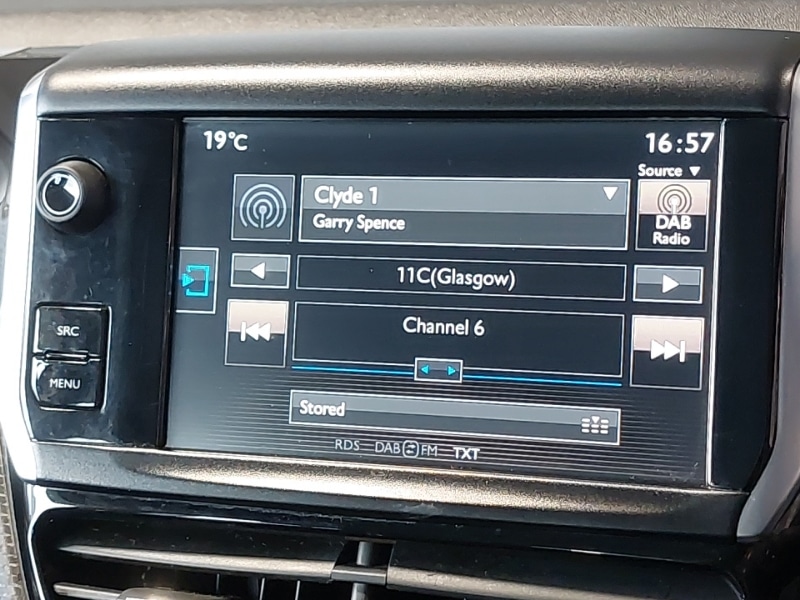 19°C
16:57
Source
Clyde 1
Garry Spence
DAB
Radio
11C(Glasgow)
SRC
Channel 6
MENU
Stored
RDS DAB FM TXT